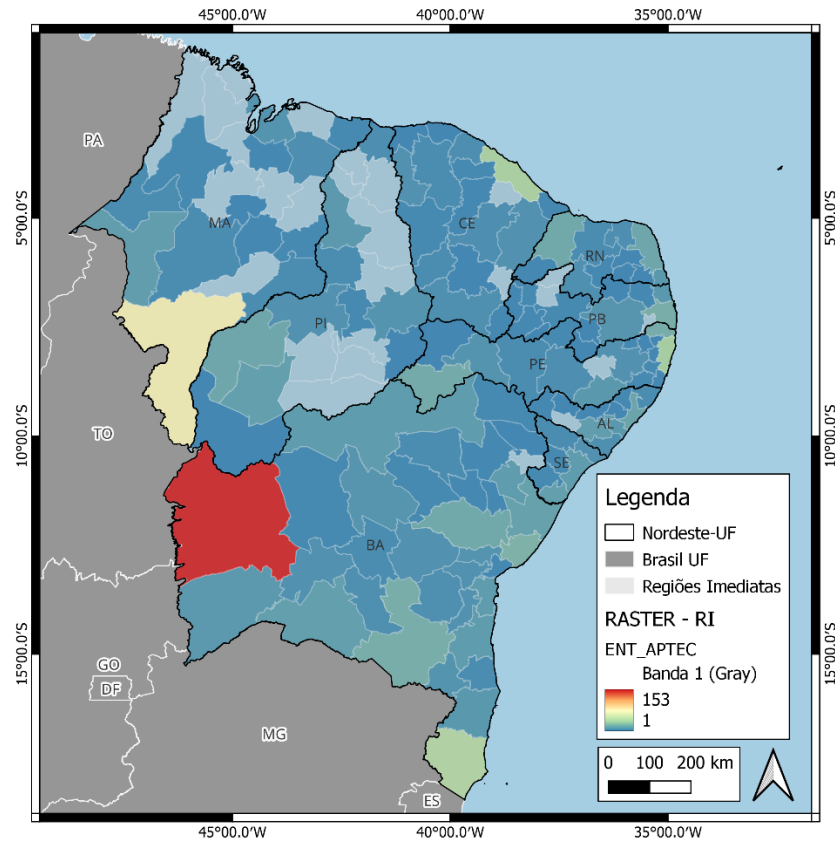 45°00.0'W 40°00.0'W 35°00.0'W
PA
5°00.0'S 5°00.0'S
MA
CE
RN
PI
PB
PE
TO
AL
10°00.0'S 10°00.0'S
SE
BA
Legenda
Nordeste-UF
Brasil UF
Regiões Imediatas
RASTER - RI
ENT_APTEC
Banda 1 (Gray)
153
1
15°00.0'S 15°00.0'S
GO
DF
MG
ES
0 100 200 km
45°00.0'W 40°00.0'W 35°00.0'W